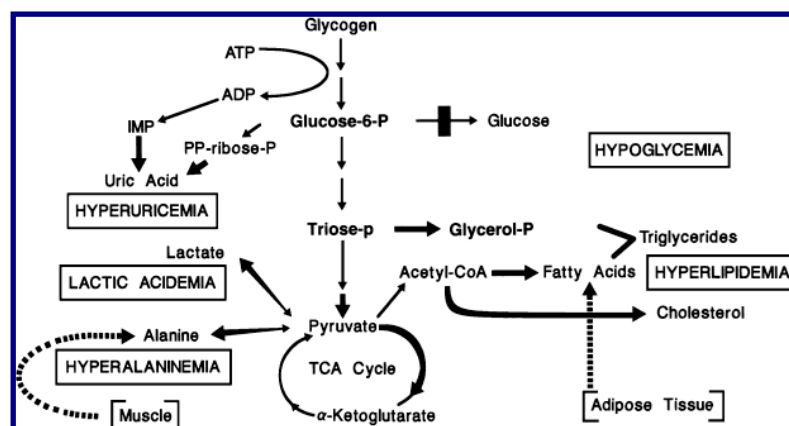 Glycogen
ATP
ADP
IMP
Glucose-6-P
Glucose
PP-ribose-P
HYPOGLYCEMIA
Uric Acid
HYPERURICEMIA
Triose-p
Glycerol-P
Triglycerides
Lactate
LACTIC ACIDEMIA
Acetyl-CoA
Fatty Acids
HYPERLIPIDEMIA
Cholesterol
Alanine
Pyruvate
HYPERALANINEMIA
TCA Cycle
[Muscle]
α-Ketoglutarate
[Adipose Tissue]